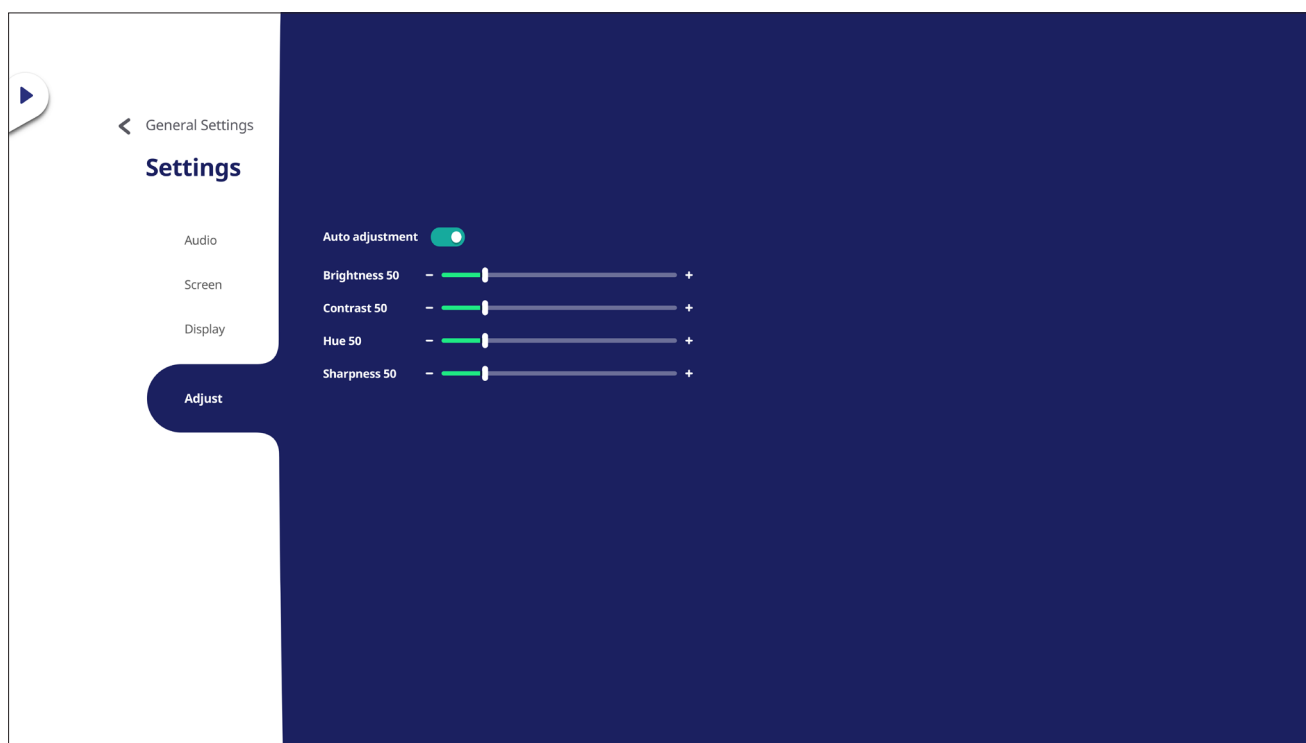 General Settings
Settings
Audio
Screen
Display
Adjust
Auto adjustment
Brightness 50 - +
Contrast 50 - +
Hue 50 - +
Sharpness 50 - +